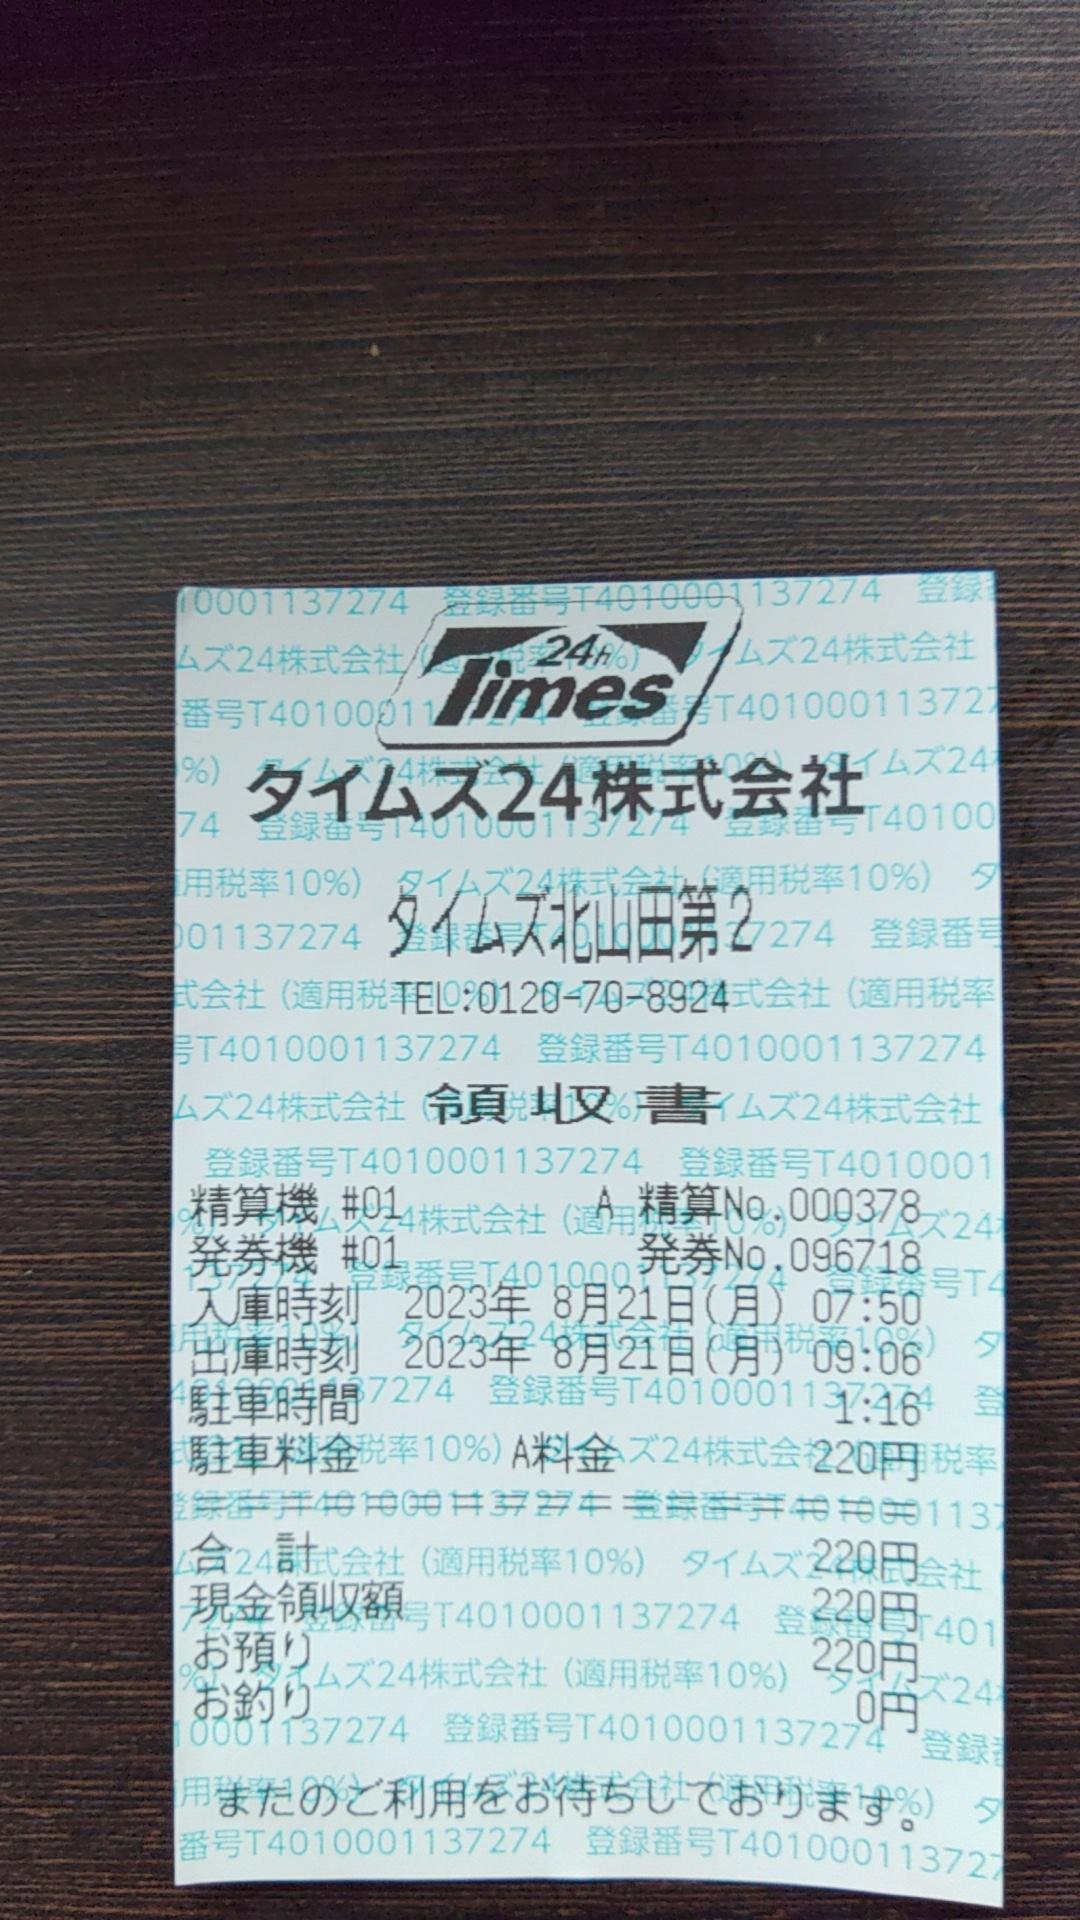 24h
Times
タイムズ24株式会社
タイムズ北山田第2
TEL:0120-70-8924
領収書
精算機 #01 A 精算No.000378
発券機 #01 発券No.096718
入庫時刻 2023年 8月21日(月) 07:50
出庫時刻 2023年 8月21日(月) 09:06
駐車時間 1:16
駐車料金 A料金 220円
合 計 220円
現金領収額 220円
お預り 220円
お釣り 0円
またのご利用をお待ちしております。
登録番号T4010001137274
タイムズ24株式会社 (適用税率10%)